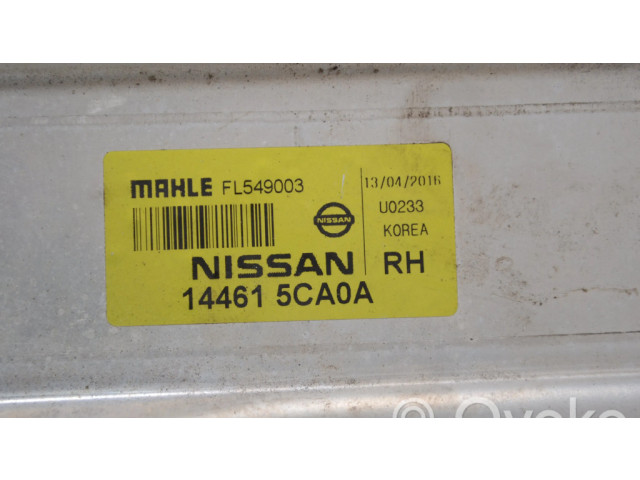 MAHLE FL549003
13/04/2016
NISSAN
U0233
KOREA
NISSAN RH
14461 5CA0A
Ovoko